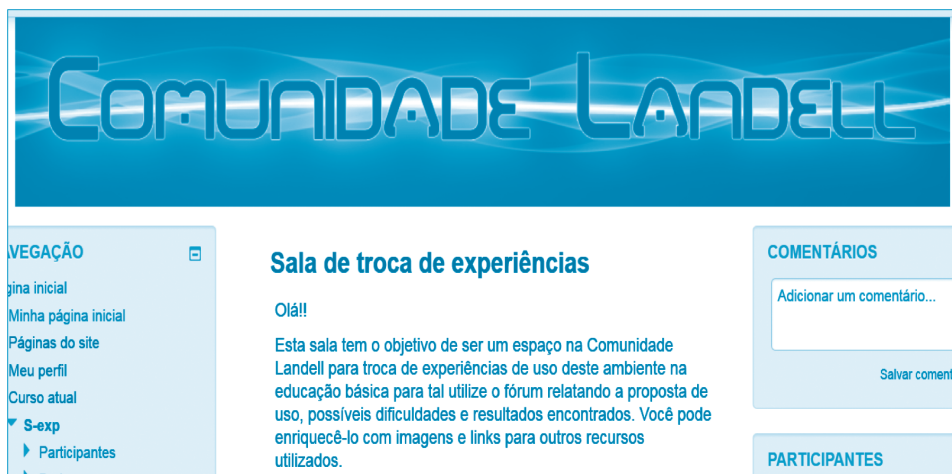 Comunidade Landell
AVEGAÇÃO
gina inicial
Minha página inicial
Páginas do site
Meu perfil
Curso atual
S-exp
Participantes
Sala de troca de experiências
Olá!!
Esta sala tem o objetivo de ser um espaço na Comunidade
Landell para troca de experiências de uso deste ambiente na
educação básica para tal utilize o fórum relatando a proposta de
uso, possíveis dificuldades e resultados encontrados. Você pode
enriquecê-lo com imagens e links para outros recursos
utilizados.
COMENTÁRIOS
Adicionar um comentário...
Salvar coment
PARTICIPANTES